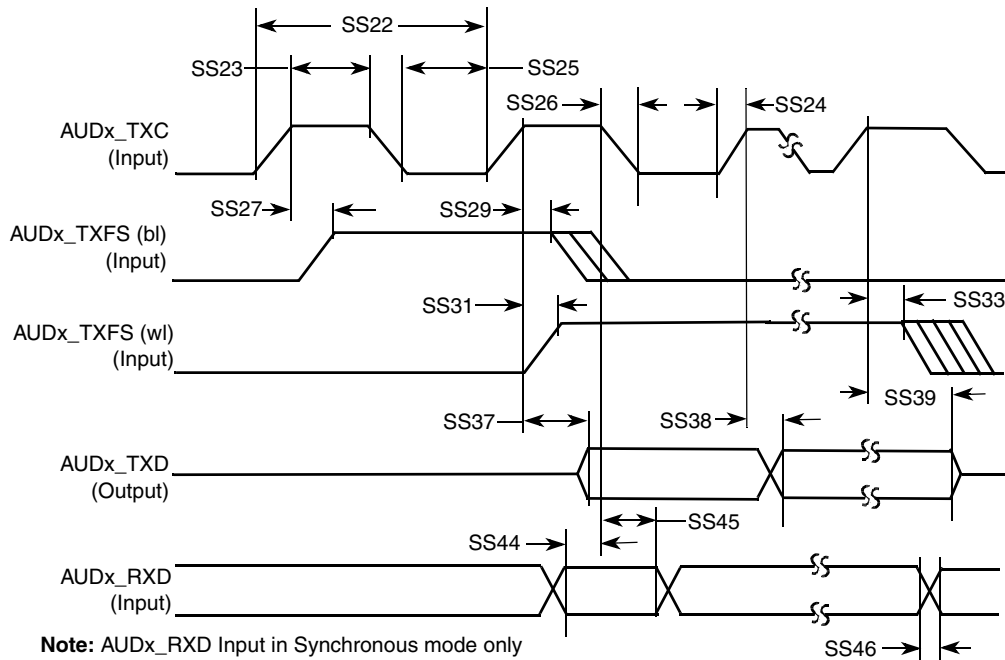 SS22
SS23
SS25
SS26
SS24
AUDx_TXC
(Input)
SS27
SS29
AUDx_TXFS (bl)
(Input)
SS31
SS33
AUDx_TXFS (wl)
(Input)
SS39
SS37
SS38
AUDx_TXD
(Output)
SS45
SS44
AUDx_RXD
(Input)
Note: AUDx_RXD Input in Synchronous mode only
SS46